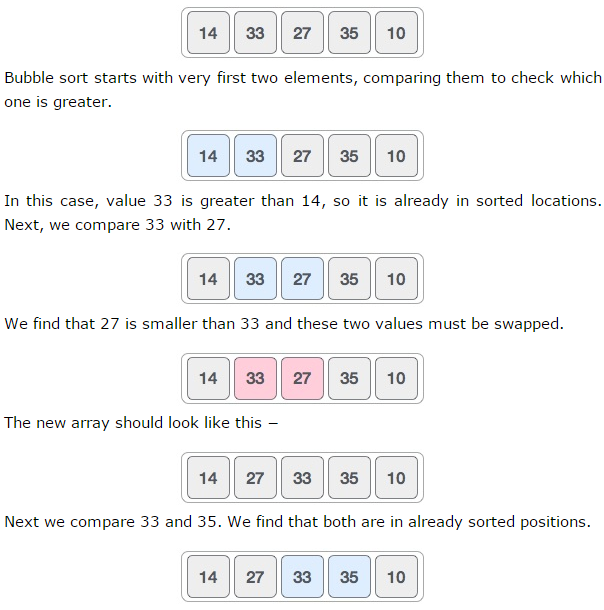 14 33 27 35 10
Bubble sort starts with very first two elements, comparing them to check which
one is greater.
14 33 27 35 10
In this case, value 33 is greater than 14, so it is already in sorted locations.
Next, we compare 33 with 27.
14 33 27 35 10
We find that 27 is smaller than 33 and these two values must be swapped.
14 33 27 35 10
The new array should look like this −
14 27 33 35 10
Next we compare 33 and 35. We find that both are in already sorted positions.
14 27 33 35 10